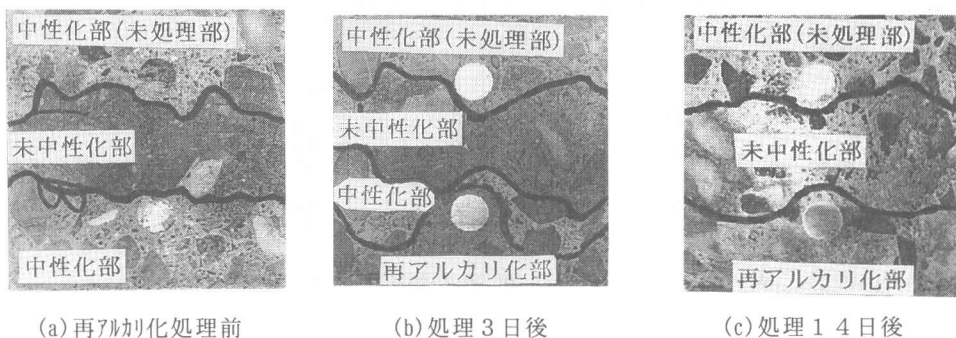 中性化部(未処理部)
未中性化部
中性化部
(a)再ｱﾙｶﾘ化処理前
中性化部(未処理部)
未中性化部
中性化部
再アルカリ化部
(b)処理３日後
中性化部(未処理部)
未中性化部
再アルカリ化部
(c)処理１４日後